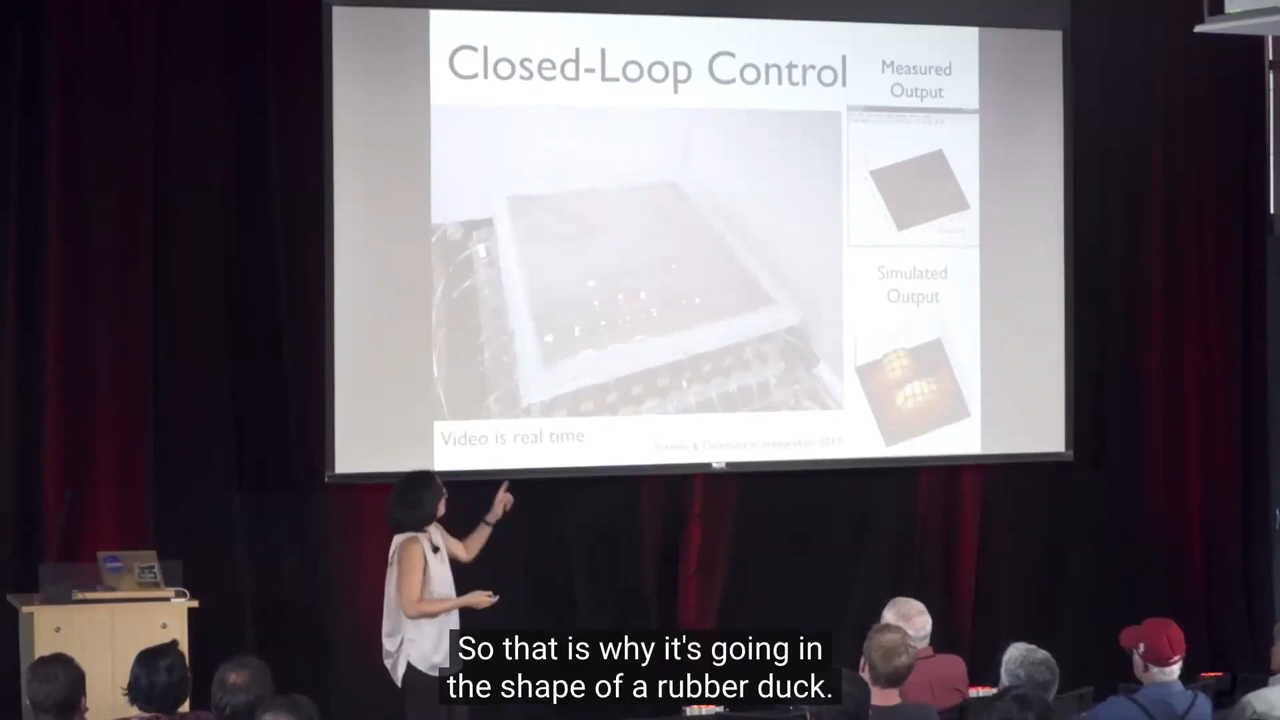 Closed-Loop Control
Measured
Output
Simulated
Output
Video is real time
So that is why it's going in
the shape of a rubber duck.